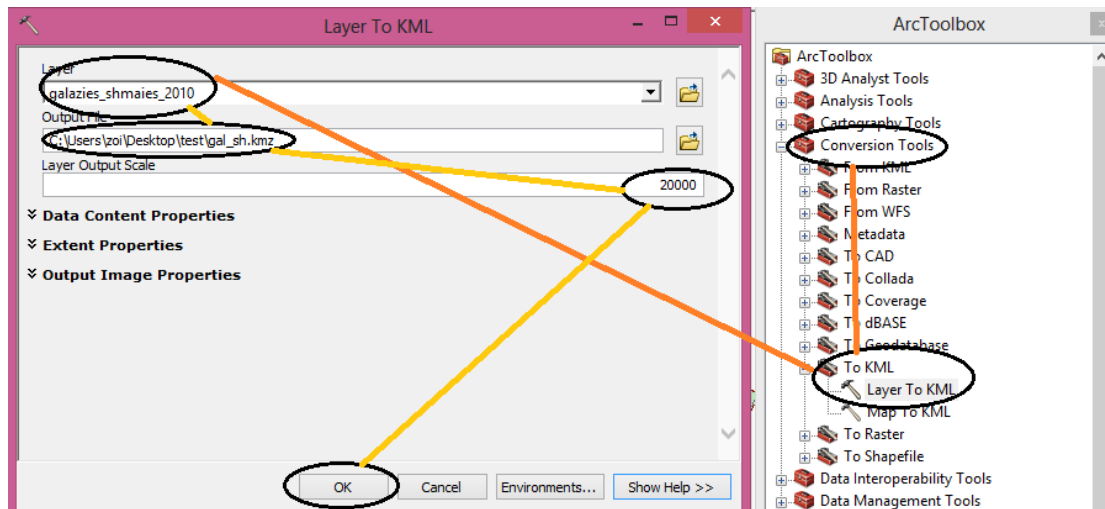 Layer To KML
Layer
galazies_shmaies_2010
Output File
C:\Users\zoi\Desktop\test\gal_sh.kmz
Layer Output Scale
20000
Data Content Properties
Extent Properties
Output Image Properties
OK
Cancel
Environments...
Show Help >>
ArcToolbox
ArcToolbox
3D Analyst Tools
Analysis Tools
Cartography Tools
Conversion Tools
From KML
From Raster
From WFS
Metadata
To CAD
To Collada
To Coverage
To dBASE
To Geodatabase
To KML
Layer To KML
Map To KML
To Raster
To Shapefile
Data Interoperability Tools
Data Management Tools